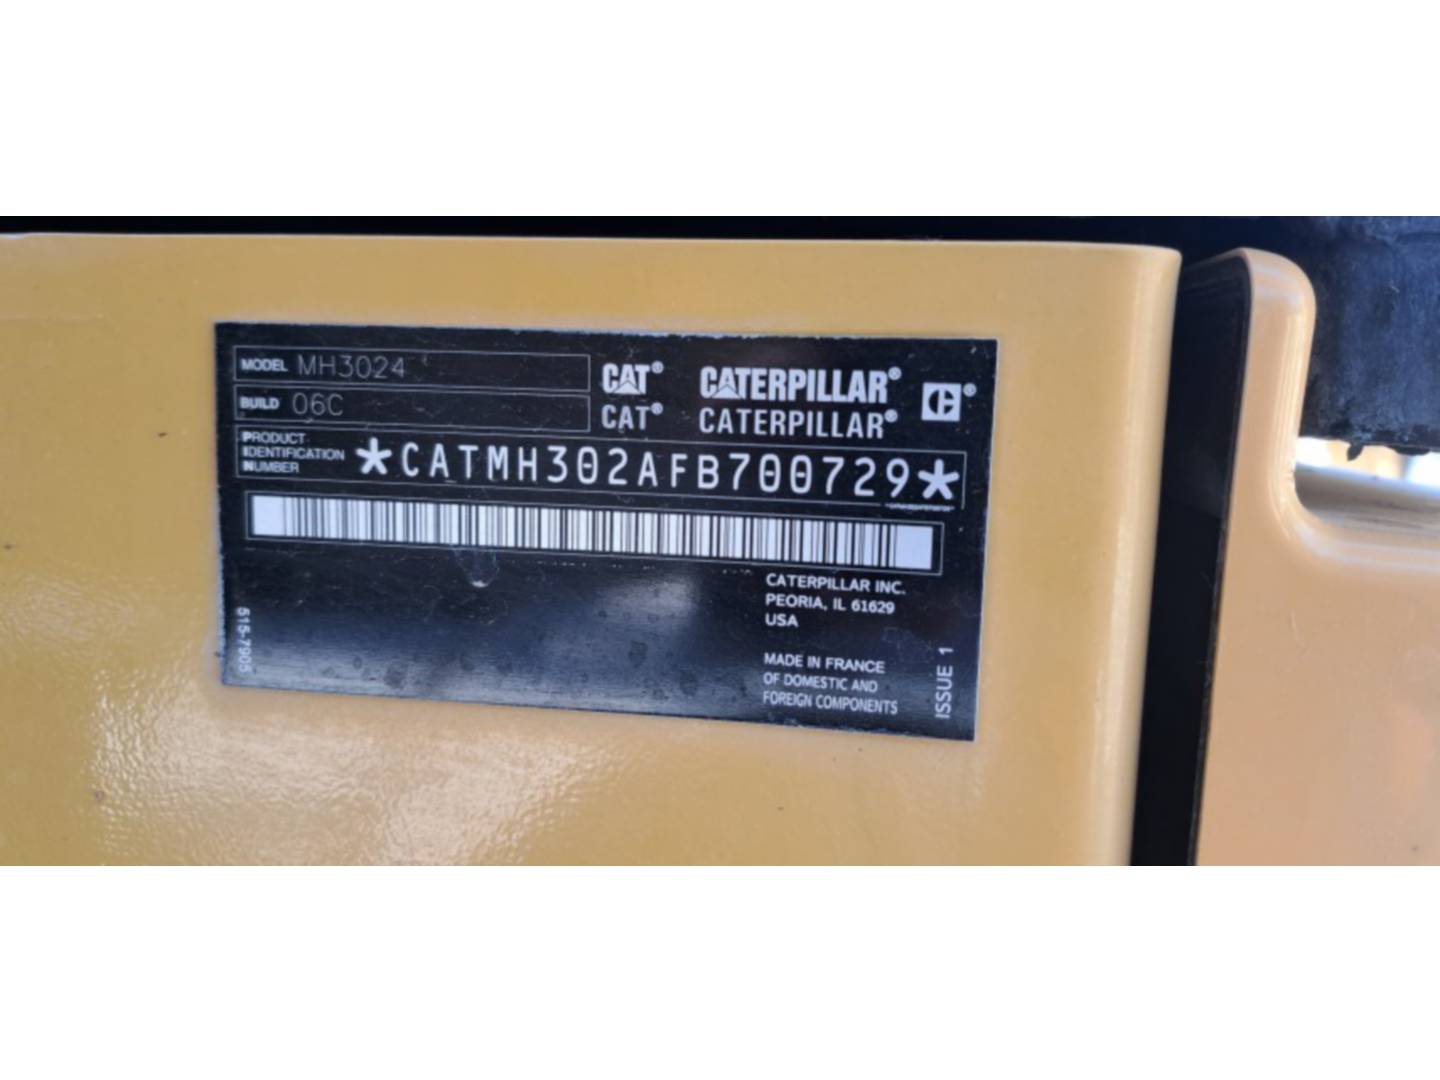 MODEL MH3024
BUILD 06C
CAT® CATERPILLAR® ®
CAT® CATERPILLAR®
PRODUCT
IDENTIFICATION
NUMBER
*CATMH302AFB700729*
CATERPILLAR INC.
PEORIA, IL 61629
USA
MADE IN FRANCE
OF DOMESTIC AND
FOREIGN COMPONENTS
515-7905
ISSUE 1